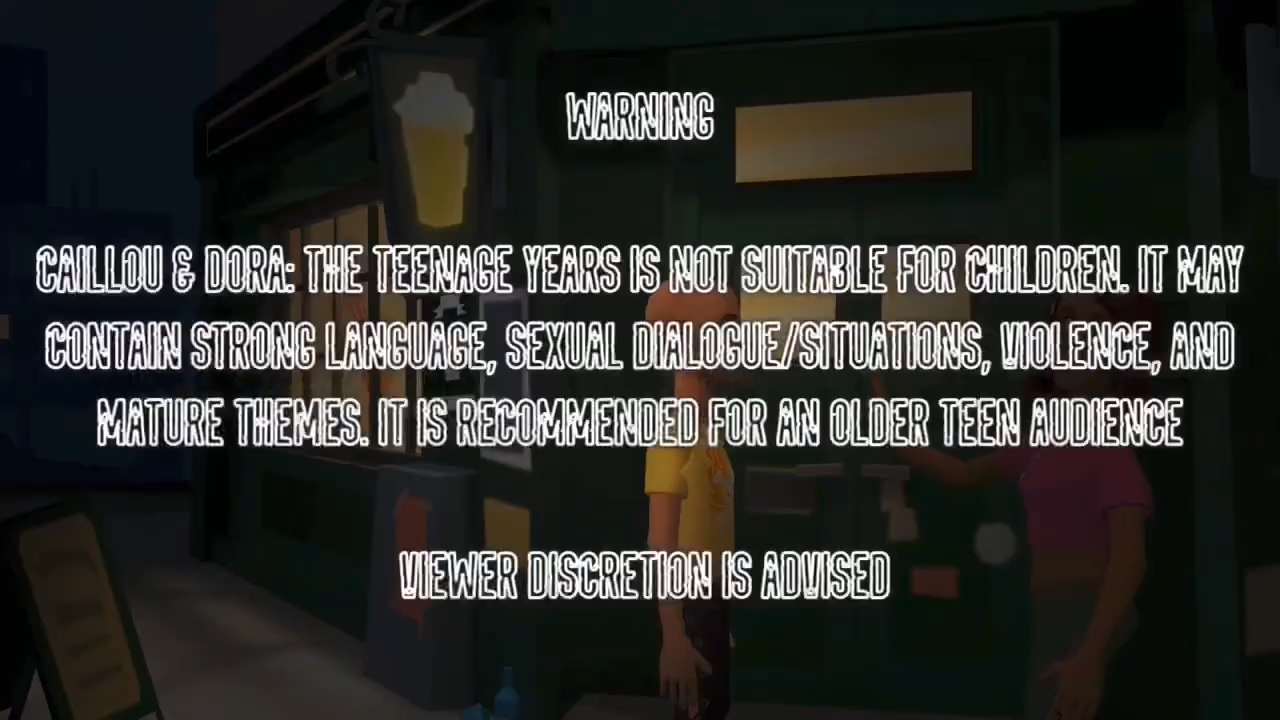 WARNING
CAILLOU & DORA: THE TEENAGE YEARS IS NOT SUITABLE FOR CHILDREN. IT MAY
CONTAIN STRONG LANGUAGE, SEXUAL DIALOGUE/SITUATIONS, VIOLENCE, AND
MATURE THEMES. IT IS RECOMMENDED FOR AN OLDER TEEN AUDIENCE
VIEWER DISCRETION IS ADVISED